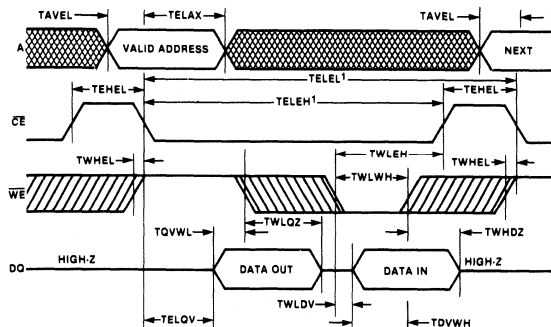 TAVEL TELAX TAVEL
A VALID ADDRESS NEXT
TELEL¹
TEHEL TELEH¹ TEHEL
CE
TWLEH
TWHEL TWLWH TWHEL
WE
TQVWL TWLQZ TWHDZ
DQ HIGH-Z DATA OUT DATA IN HIGH-Z
TWLDV
TELQV TDVWH